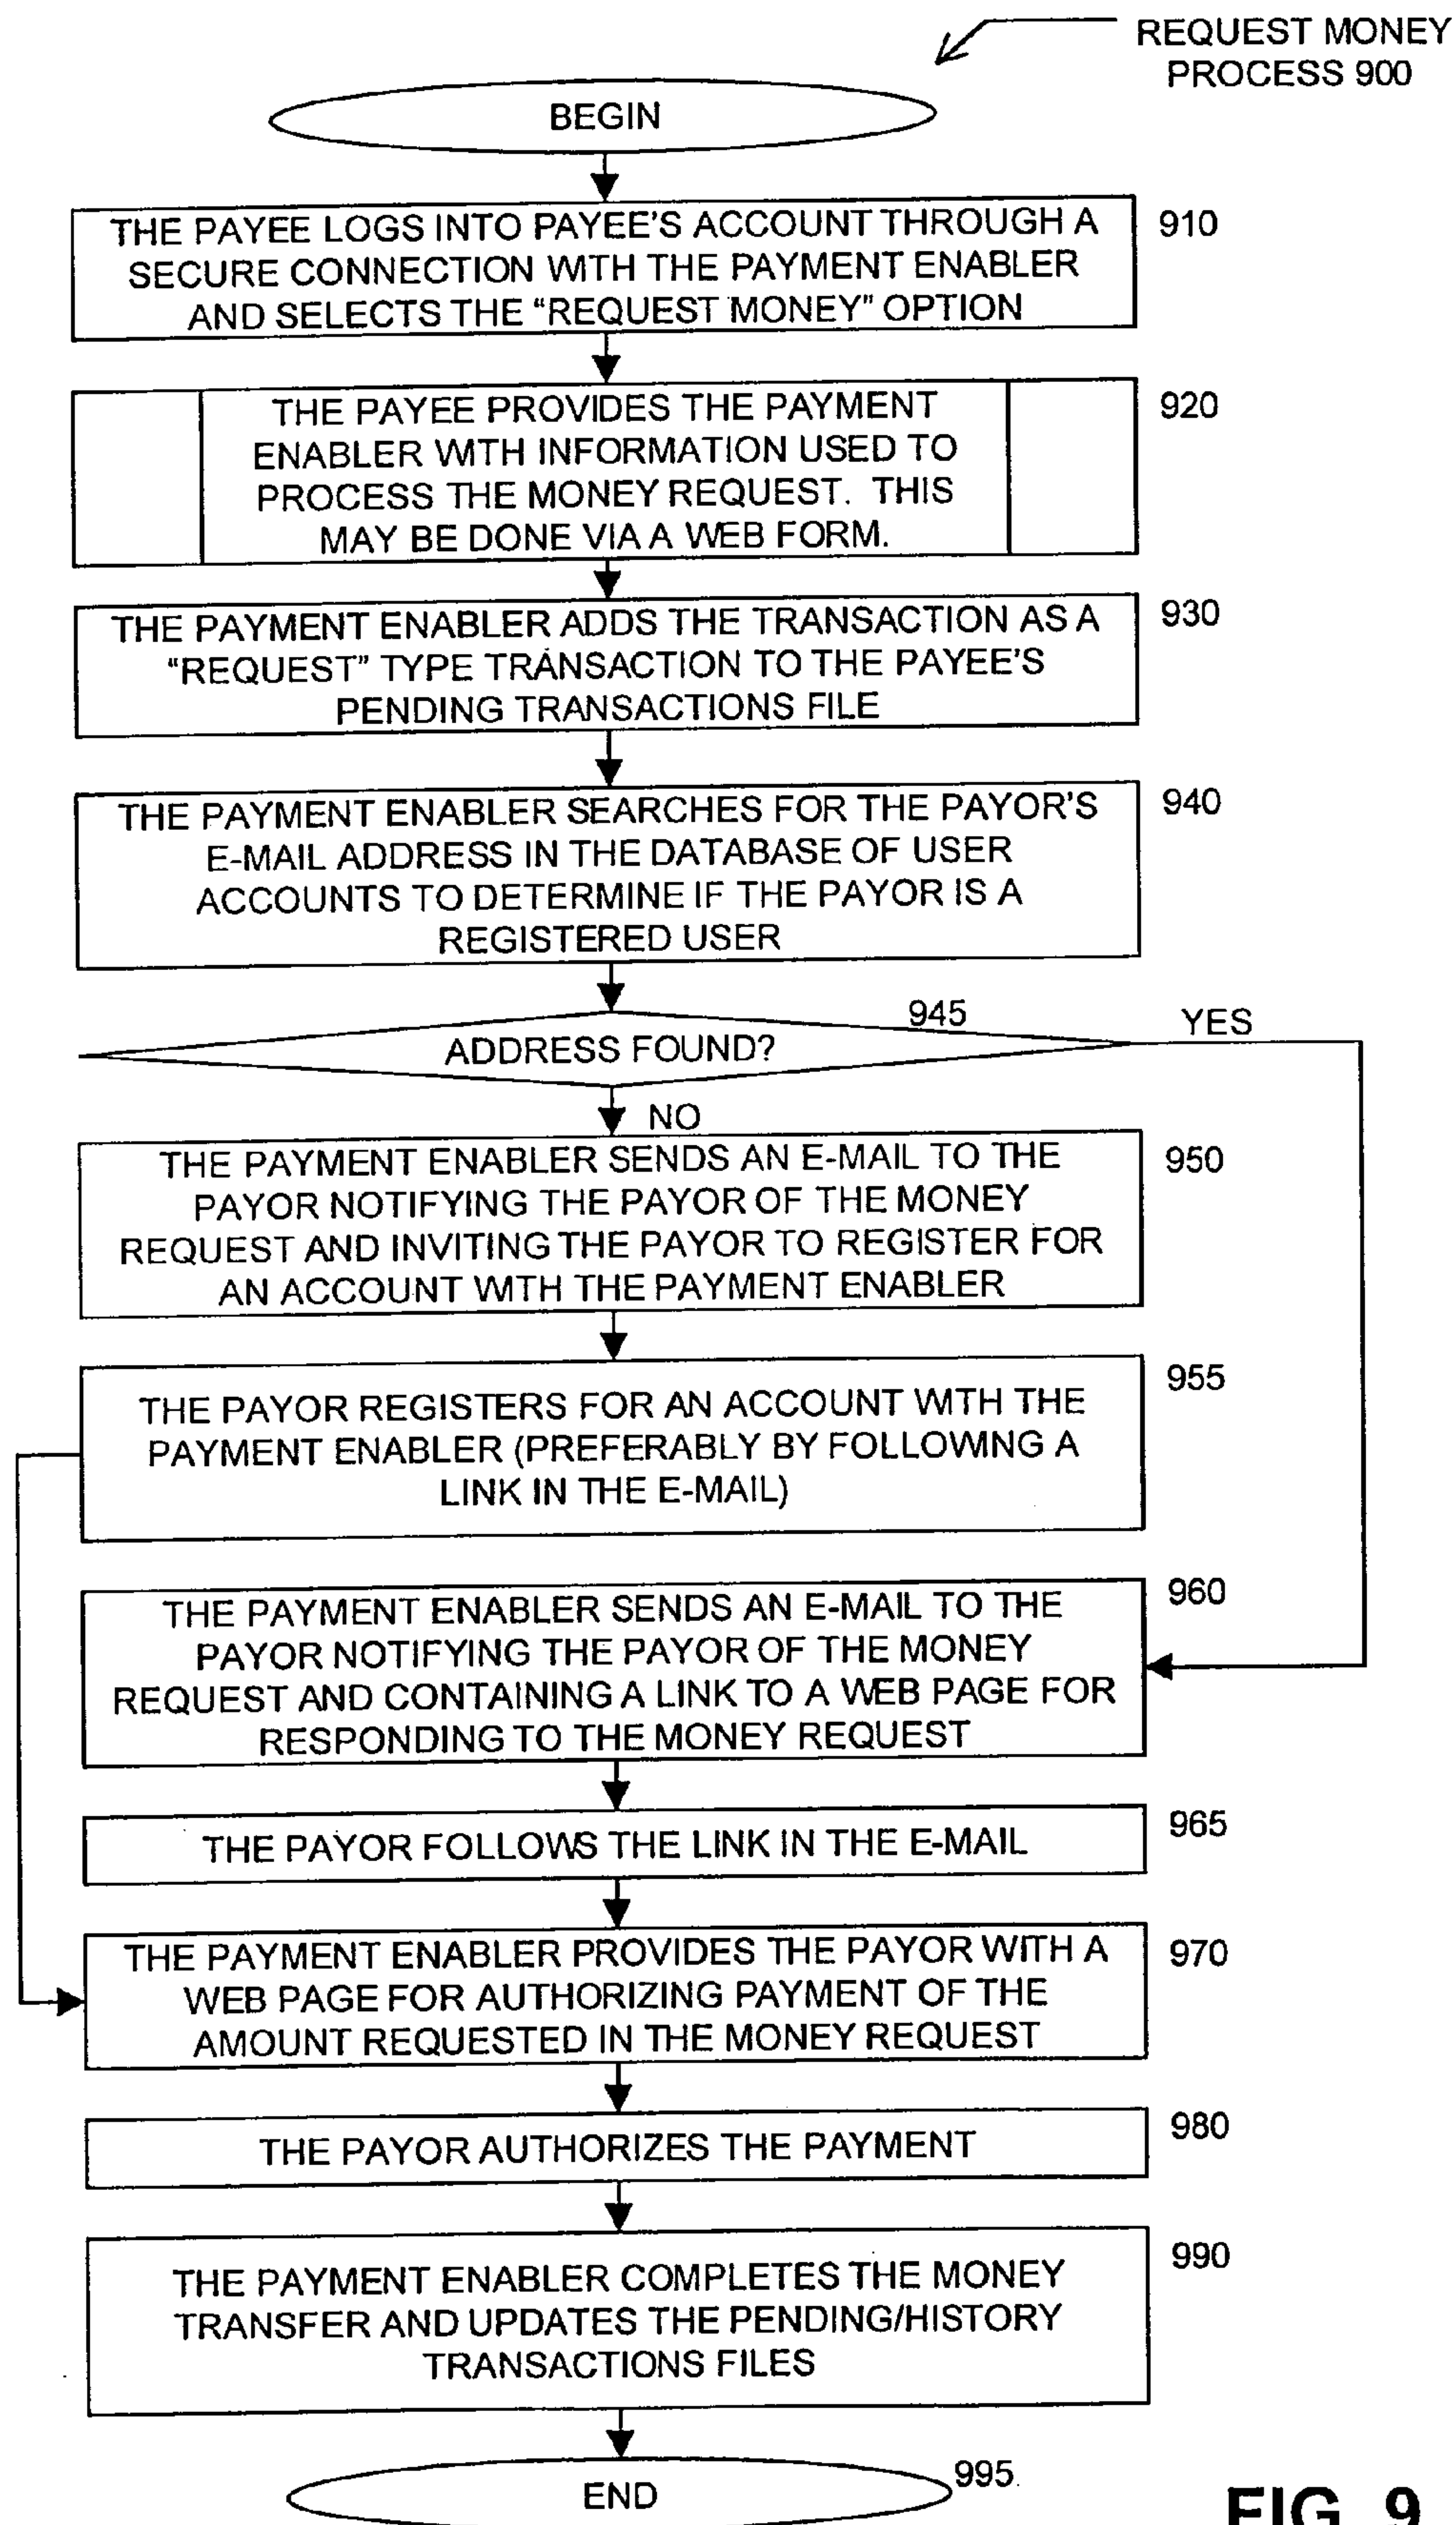 REQUEST MONEY
PROCESS 900
BEGIN
THE PAYEE LOGS INTO PAYEE'S ACCOUNT THROUGH A
SECURE CONNECTION WITH THE PAYMENT ENABLER
AND SELECTS THE “REQUEST MONEY” OPTION
910
THE PAYEE PROVIDES THE PAYMENT
ENABLER WITH INFORMATION USED TO
PROCESS THE MONEY REQUEST. THIS
MAY BE DONE VIA A WEB FORM.
920
THE PAYMENT ENABLER ADDS THE TRANSACTION AS A
“REQUEST” TYPE TRANSACTION TO THE PAYEE'S
PENDING TRANSACTIONS FILE
930
THE PAYMENT ENABLER SEARCHES FOR THE PAYOR'S
E-MAIL ADDRESS IN THE DATABASE OF USER
ACCOUNTS TO DETERMINE IF THE PAYOR IS A
REGISTERED USER
940
945
ADDRESS FOUND?
YES
NO
THE PAYMENT ENABLER SENDS AN E-MAIL TO THE
PAYOR NOTIFYING THE PAYOR OF THE MONEY
REQUEST AND INVITING THE PAYOR TO REGISTER FOR
AN ACCOUNT WITH THE PAYMENT ENABLER
950
THE PAYOR REGISTERS FOR AN ACCOUNT WITH THE
PAYMENT ENABLER (PREFERABLY BY FOLLOWING A
LINK IN THE E-MAIL)
955
THE PAYMENT ENABLER SENDS AN E-MAIL TO THE
PAYOR NOTIFYING THE PAYOR OF THE MONEY
REQUEST AND CONTAINING A LINK TO A WEB PAGE FOR
RESPONDING TO THE MONEY REQUEST
960
THE PAYOR FOLLOWS THE LINK IN THE E-MAIL
965
THE PAYMENT ENABLER PROVIDES THE PAYOR WITH A
WEB PAGE FOR AUTHORIZING PAYMENT OF THE
AMOUNT REQUESTED IN THE MONEY REQUEST
970
THE PAYOR AUTHORIZES THE PAYMENT
980
THE PAYMENT ENABLER COMPLETES THE MONEY
TRANSFER AND UPDATES THE PENDING/HISTORY
TRANSACTIONS FILES
990
END
995
FIG. 9